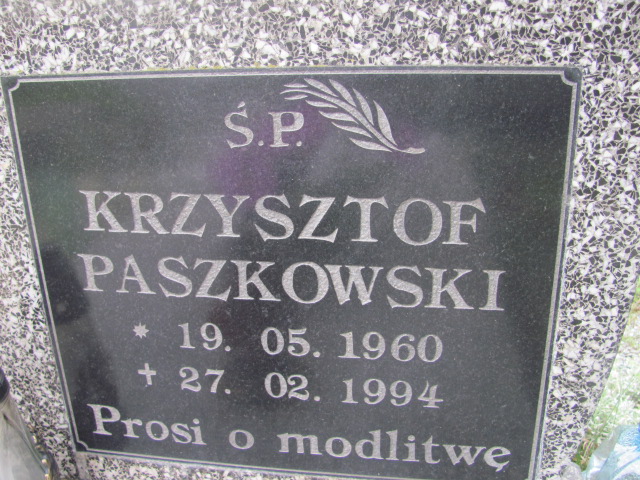 Ś.P.
KRZYSZTOF
PASZKOWSKI
* 19. 05. 1960
+ 27. 02. 1994
Prosi o modlitwę